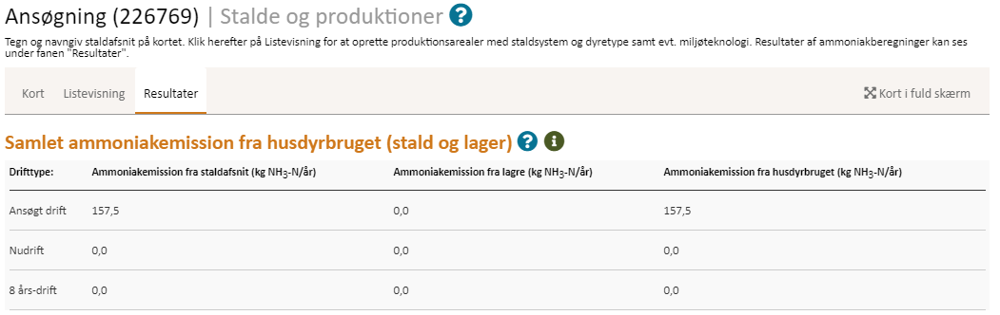 Ansøgning (226769) | Stalde og produktioner ?
Tegn og navngiv staldafsnit på kortet. Klik herefter på Listevisning for at oprette produktionsarealer med staldsystem og dyretype samt evt. miljøteknologi. Resultater af ammoniakberegninger kan ses
under fanen "Resultater".
Kort Listevisning Resultater Kort i fuld skærm
Samlet ammoniakemission fra husdyrbruget (stald og lager) ? i
Drifttype: Ammoniakemission fra staldafsnit (kg NH3-N/år) Ammoniakemission fra lagre (kg NH3-N/år) Ammoniakemission fra husdyrbruget (kg NH3-N/år)
Ansøgt drift 157,5 0,0 157,5
Nudrift 0,0 0,0 0,0
8 års-drift 0,0 0,0 0,0